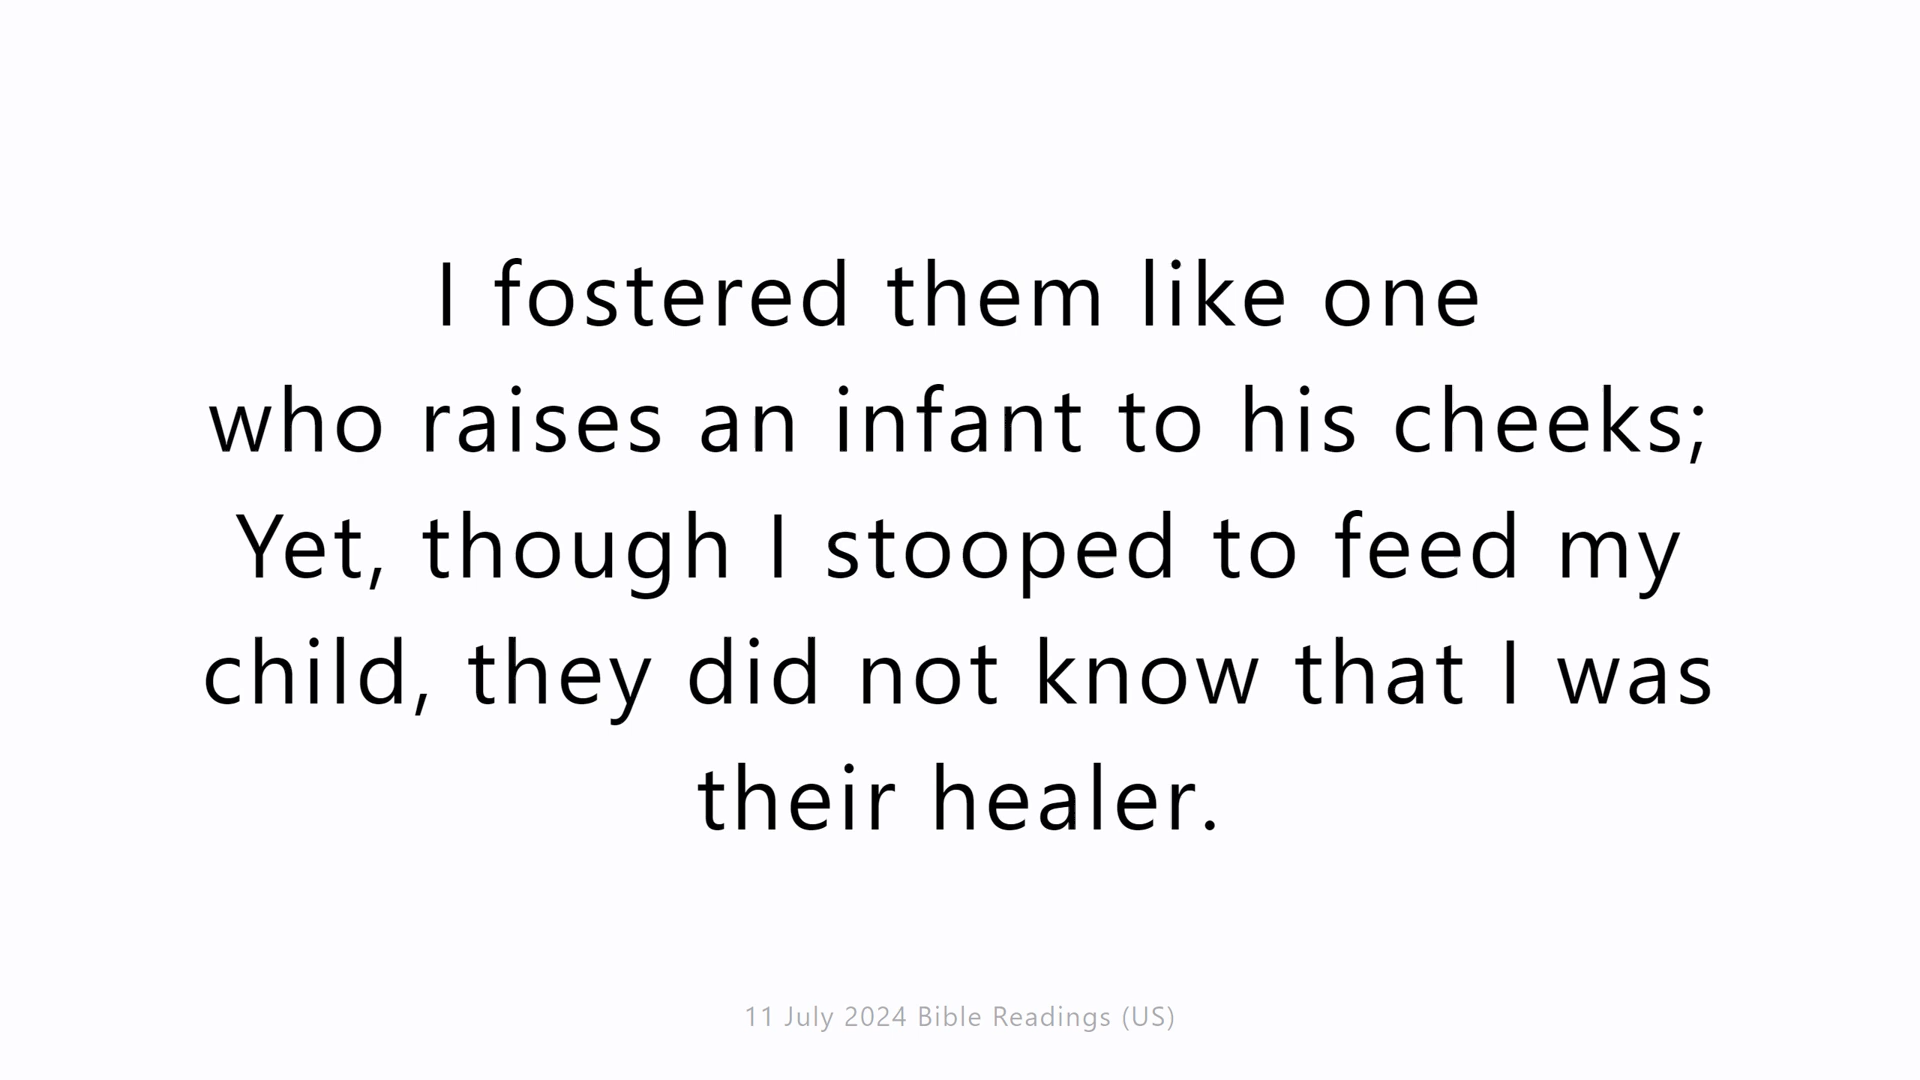 I fostered them like one
who raises an infant to his cheeks;
Yet, though I stooped to feed my
child, they did not know that I was
their healer.
11 July 2024 Bible Readings (US)